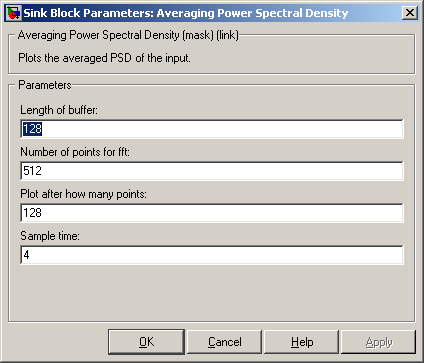 Sink Block Parameters: Averaging Power Spectral Density
Averaging Power Spectral Density (mask) (link)
Plots the averaged PSD of the input.
Parameters
Length of buffer:
128
Number of points for fft:
512
Plot after how many points:
128
Sample time:
4
OK Cancel Help Apply